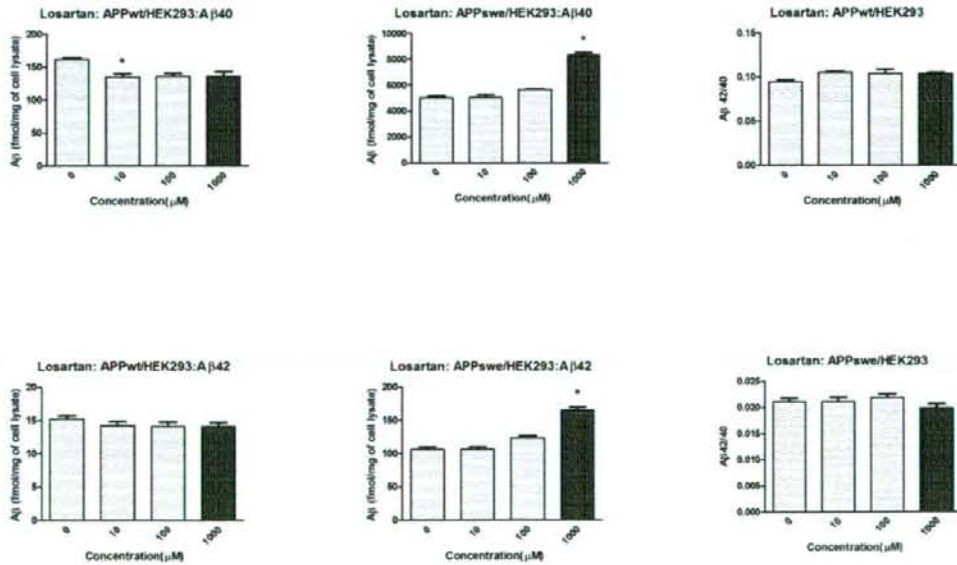 Losartan: APPwt/HEK293:Aβ40
Aβ (fmol/mg of cell lysate)
200
150
100
50
0
*
0 10 100 1000
Concentration(μM)
Losartan: APPswe/HEK293:Aβ40
Aβ (fmol/mg of cell lysate)
10000
8000
6000
4000
2000
0
*
0 10 100 1000
Concentration(μM)
Losartan: APPwt/HEK293
Aβ 42/40
0.15
0.10
0.05
0.00
0 10 100 1000
Concentration(μM)
Losartan: APPwt/HEK293:Aβ42
Aβ (fmol/mg of cell lysate)
20
15
10
5
0
0 10 100 1000
Concentration(μM)
Losartan: APPswe/HEK293:Aβ42
Aβ (fmol/mg of cell lysate)
200
150
100
50
0
*
0 10 100 1000
Concentration(μM)
Losartan: APPswe/HEK293
Aβ42/40
0.025
0.020
0.015
0.010
0.005
0.000
0 10 100 1000
Concentration(μM)